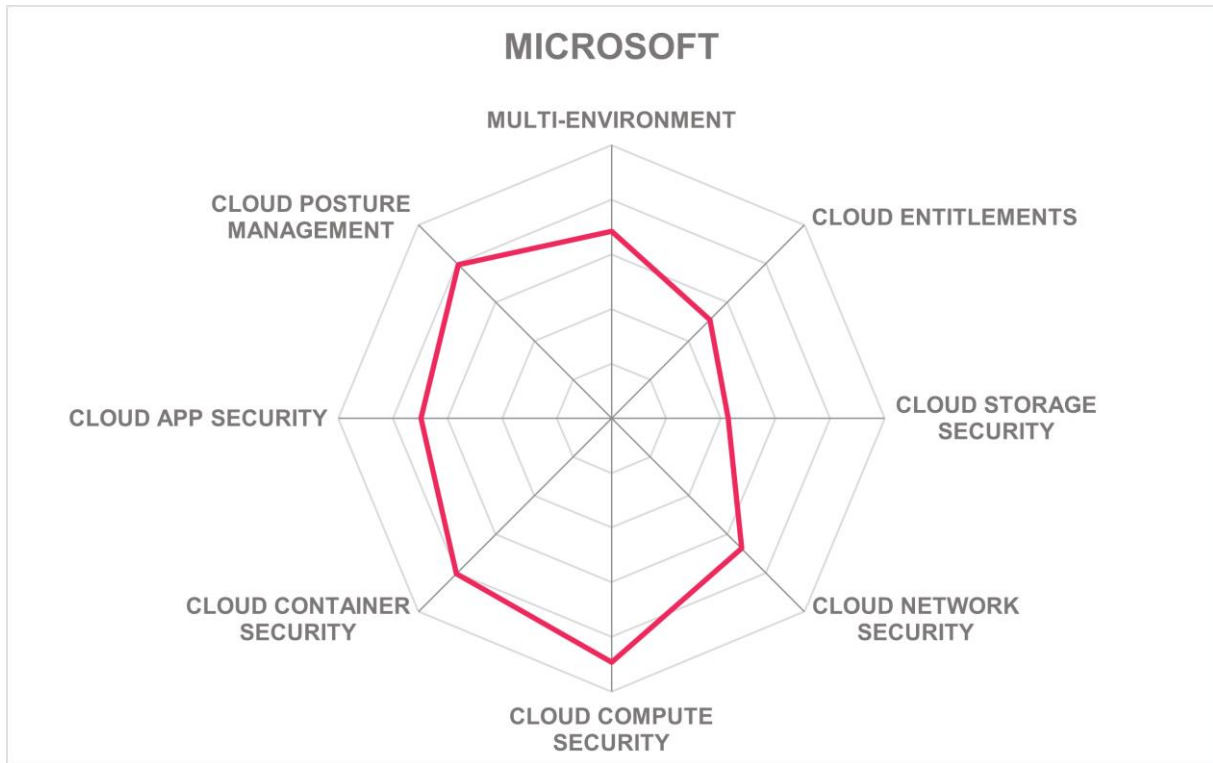 MICROSOFT
MULTI-ENVIRONMENT
CLOUD POSTURE
MANAGEMENT
CLOUD ENTITLEMENTS
CLOUD APP SECURITY
CLOUD STORAGE
SECURITY
CLOUD CONTAINER
SECURITY
CLOUD NETWORK
SECURITY
CLOUD COMPUTE
SECURITY